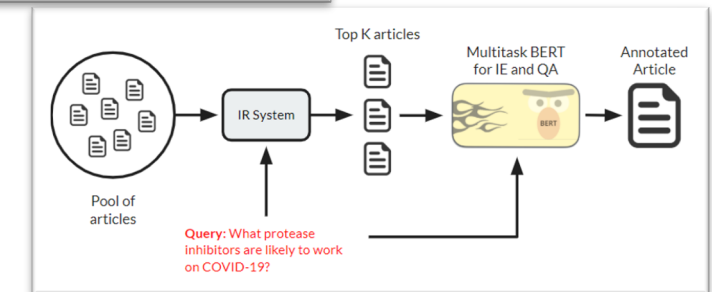 Top K articles
Multitask BERT
for IE and QA
Annotated
Article
IR System
BERT
Pool of
articles
Query: What protease
inhibitors are likely to work
on COVID-19?